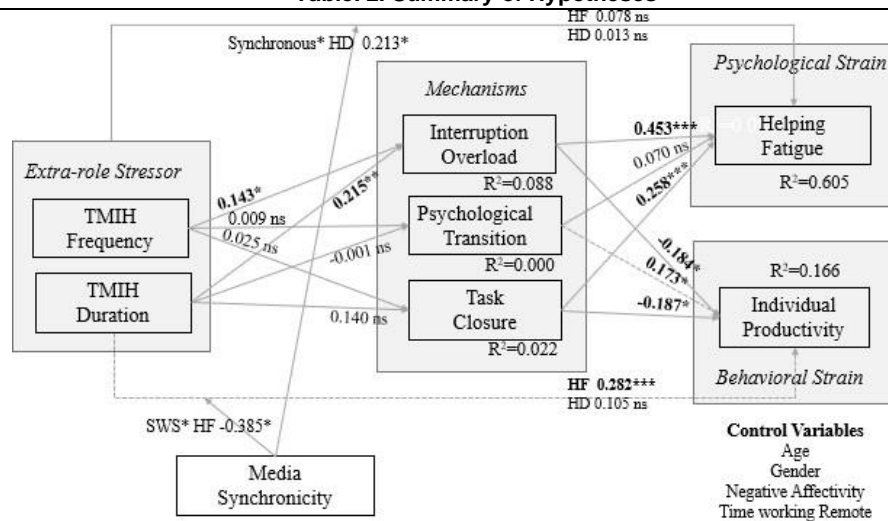 Table. 2. Summary of Hypotheses
HF 0.078 ns
HD 0.013 ns
Synchronous* HD 0.213*
Psychological Strain
Mechanisms
Interruption
Overload
R²=0.088
0.453***
Helping
Fatigue
R²=0.605
0.070 ns
0.258***
Extra-role Stressor
0.143*
0.215**
TMIH
Frequency
0.009 ns
0.025 ns
Psychological
Transition
R²=0.000
-0.001 ns
-0.184*
0.173*
-0.187*
R²=0.166
TMIH
Duration
Task
Closure
R²=0.022
0.140 ns
Individual
Productivity
Behavioral Strain
HF 0.282***
HD 0.105 ns
SWS* HF -0.385*
Media
Synchronicity
Control Variables
Age
Gender
Negative Affectivity
Time working Remote